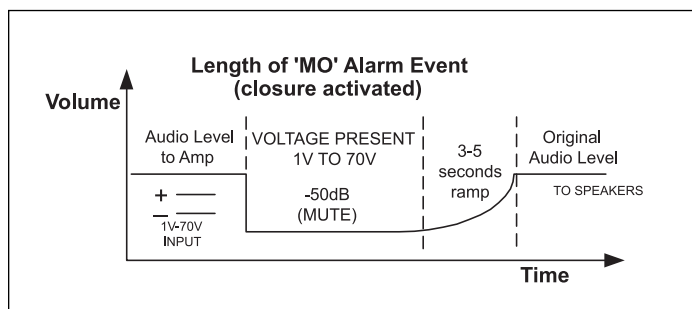 Length of 'MO' Alarm Event
(closure activated)
Volume
Audio Level
to Amp
VOLTAGE PRESENT
1V TO 70V
3-5
seconds
ramp
Original
Audio Level
+
–
1V-70V
INPUT
-50dB
(MUTE)
TO SPEAKERS
Time